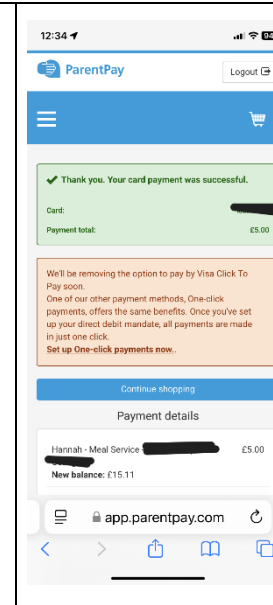 12:34
94
ParentPay
Logout
Thank you. Your card payment was successful.
Card:
Payment total: £5.00
We'll be removing the option to pay by Visa Click To
Pay soon.
One of our other payment methods, One-click
payments, offers the same benefits. Once you've set
up your direct debit mandate, all payments are made
in just one click.
Set up One-click payments now..
Continue shopping
Payment details
Hannah - Meal Service £5.00
New balance: £15.11
app.parentpay.com